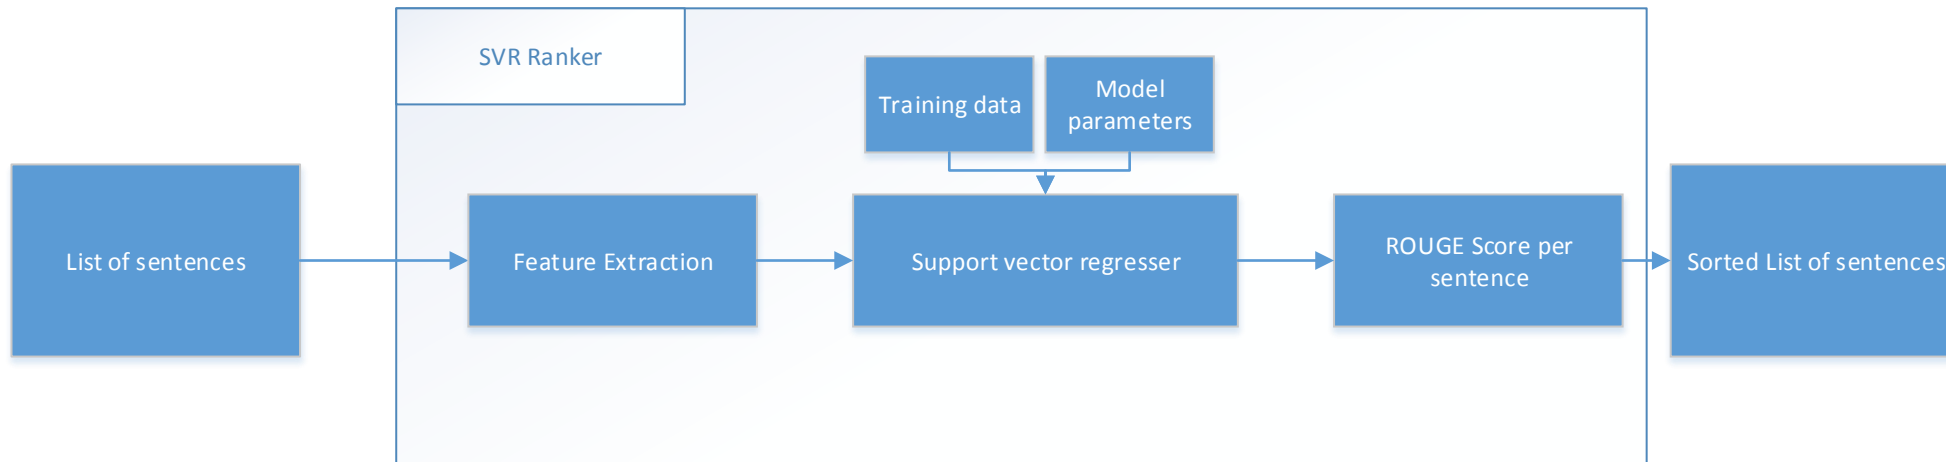 SVR Ranker
Training data
Model
parameters
List of sentences
Feature Extraction
Support vector regresser
ROUGE Score per
sentence
Sorted List of sentences